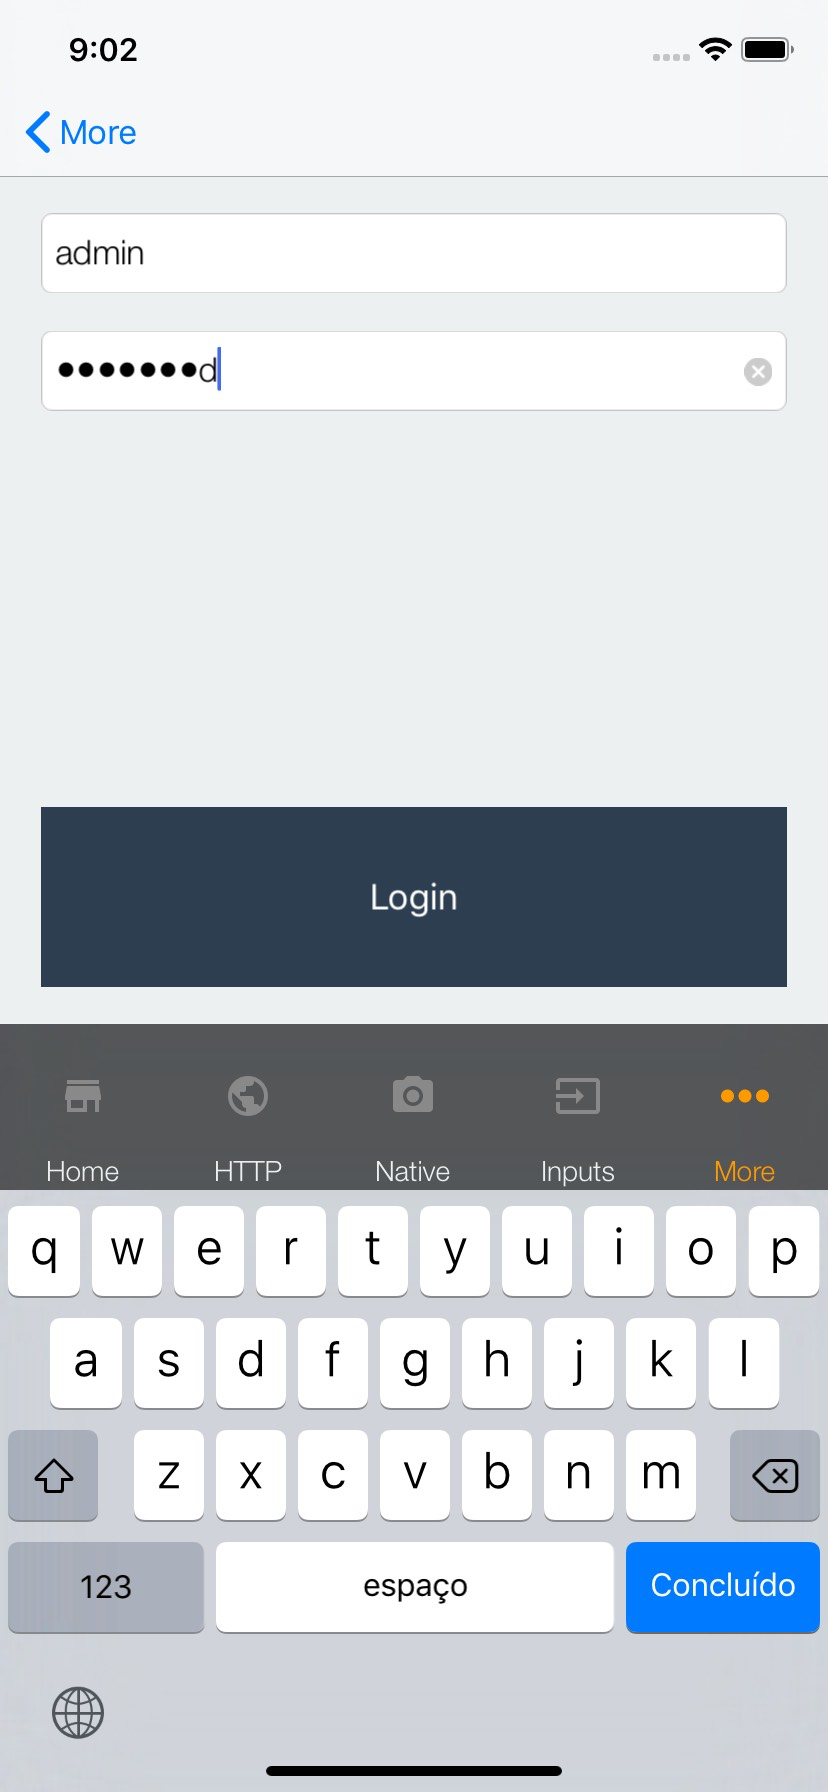 9:02
More
admin
•••••••d
Login
Home HTTP Native Inputs More
q w e r t y u i o p
a s d f g h j k l
z x c v b n m
123 espaço Concluído